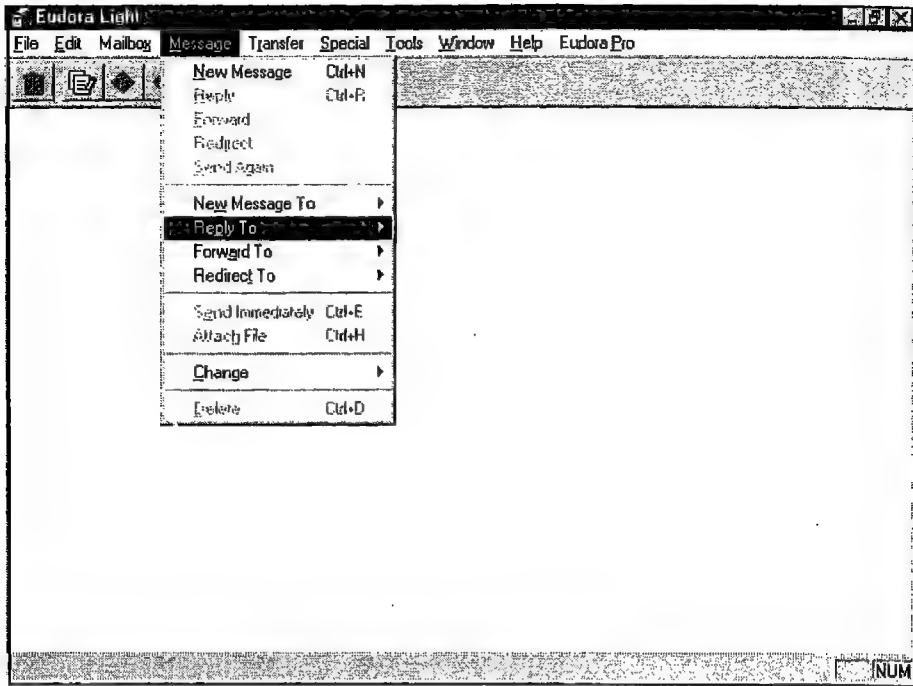 Eudora Light
File Edit Mailbox Message Transfer Special Tools Window Help Eudora Pro
New Message Ctrl+N
Reply Ctrl+R
Forward
Redirect
Send Again
New Message To
Reply To
Forward To
Redirect To
Send Immediately Ctrl+E
Attach File Ctrl+H
Change
Delete Ctrl+D
NUM